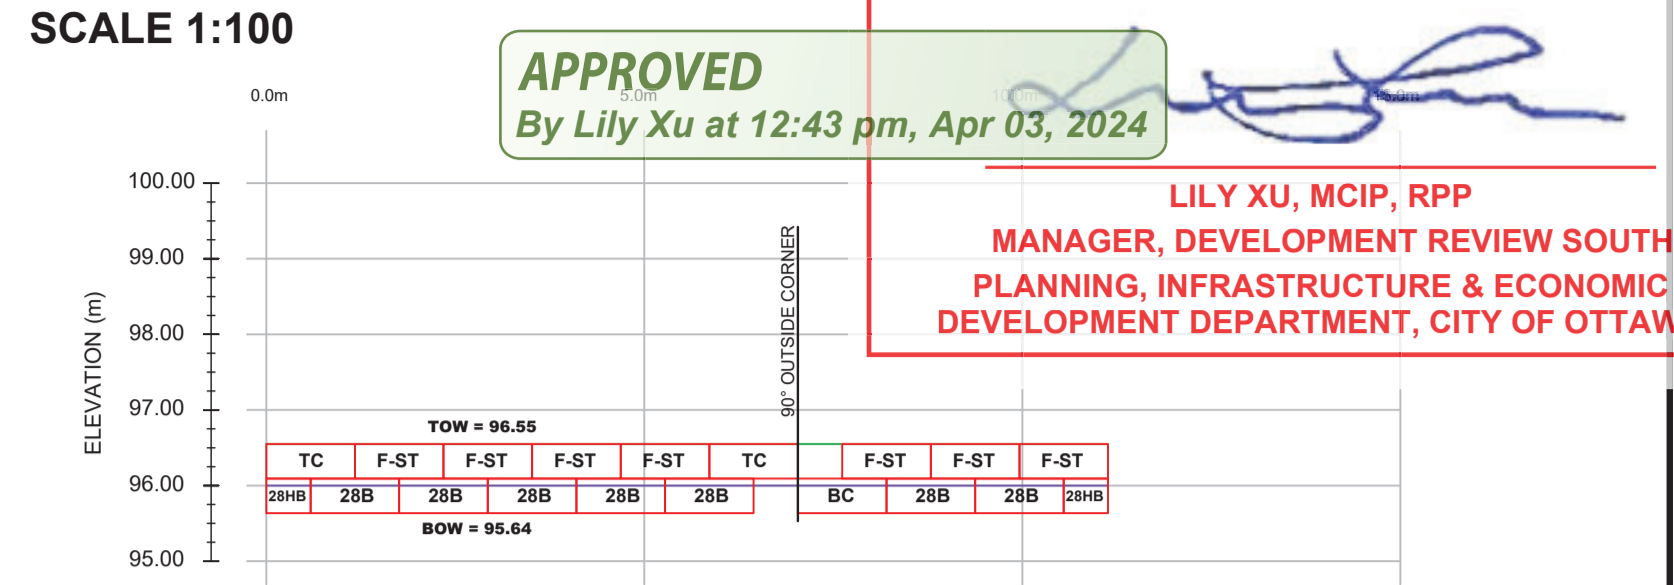 SCALE 1:100
APPROVED
By Lily Xu at 12:43 pm, Apr 03, 2024
0.0m 5.0m 10.0m 15.0m
LILY XU, MCIP, RPP
MANAGER, DEVELOPMENT REVIEW SOUTH
PLANNING, INFRASTRUCTURE & ECONOMIC
DEVELOPMENT DEPARTMENT, CITY OF OTTAW
ELEVATION (m)
100.00
99.00
98.00
97.00
96.00
95.00
90° OUTSIDE CORNER
TOW = 96.55
TC F-ST F-ST F-ST F-ST TC F-ST F-ST F-ST
28HB 28B 28B 28B 28B 28B BC 28B 28B 28HB
BOW = 95.64